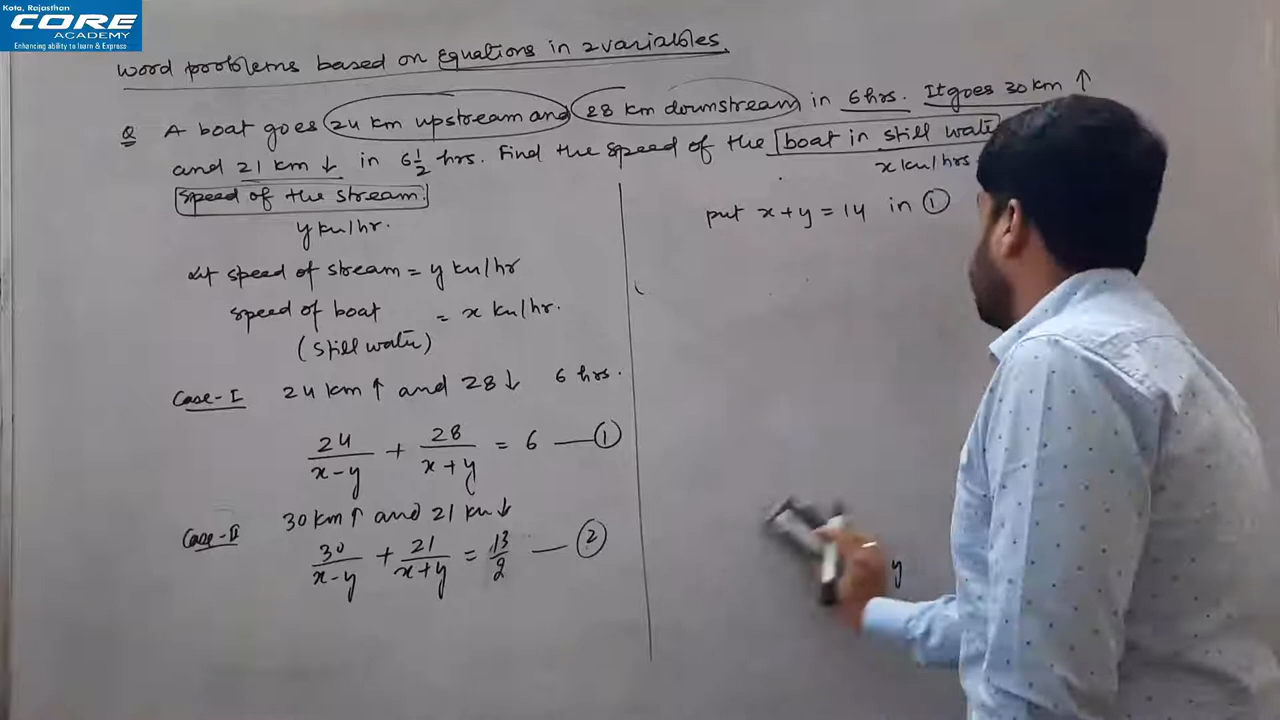 Kota, Rajasthan
CORE
ACADEMY
Enhancing ability to learn & Express
word problems based on Equations in 2 variables.
Q A boat goes 24 km upstream and 28 km downstream in 6 hrs. It goes 30 km ↑
and 21 km ↓ in 6 1/2 hrs. Find the speed of the boat in still wate
x km/hrs
speed of the stream.
y km/hr.
let speed of stream = y km/hr
speed of boat = x km/hr.
(still water)
Case-I 24 km ↑ and 28 ↓ 6 hrs.
24/(x-y) + 28/(x+y) = 6 — ①
Case-II 30 km ↑ and 21 km ↓
30/(x-y) + 21/(x+y) = 13/2 — ②
put x+y = 14 in ①
y